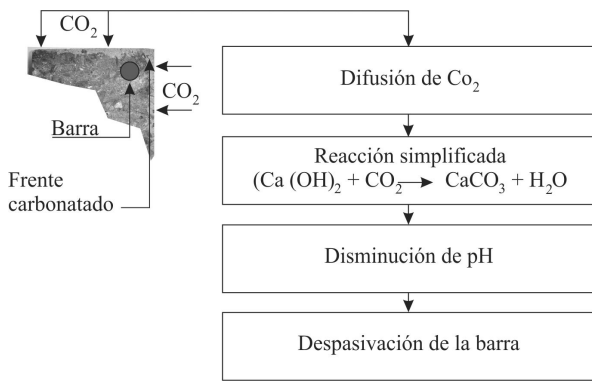 CO₂
CO₂
Barra
Frente
carbonatado
Difusión de Co₂
Reacción simplificada
(Ca (OH)₂ + CO₂ → CaCO₃ + H₂O
Disminución de pH
Despasivación de la barra